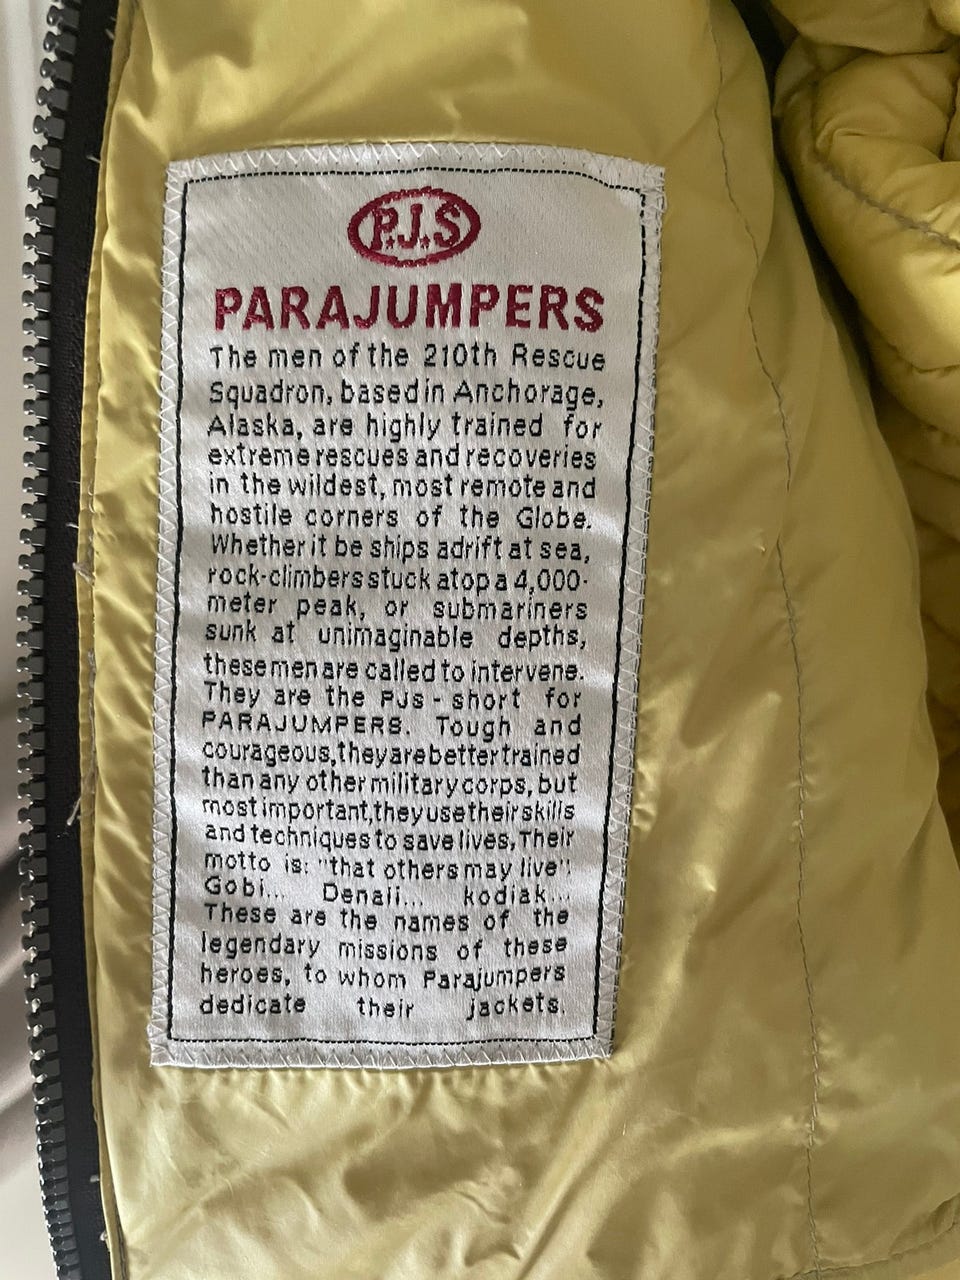 P.J.S
PARAJUMPERS
The men of the 210th Rescue
Squadron, based in Anchorage,
Alaska, are highly trained for
extreme rescues and recoveries
in the wildest, most remote and
hostile corners of the Globe.
Whether it be ships adrift at sea,
rock-climbers stuck atop a 4,000-
meter peak, or submariners
sunk at unimaginable depths,
these men are called to intervene.
They are the PJs - short for
PARAJUMPERS. Tough and
courageous, they are better trained
than any other military corps, but
most important, they use their skills
and techniques to save lives, Their
motto is: "that others may live":
Gobi... Denali... kodiak...
These are the names of the
legendary missions of these
heroes, to whom Parajumpers
dedicate their jackets.